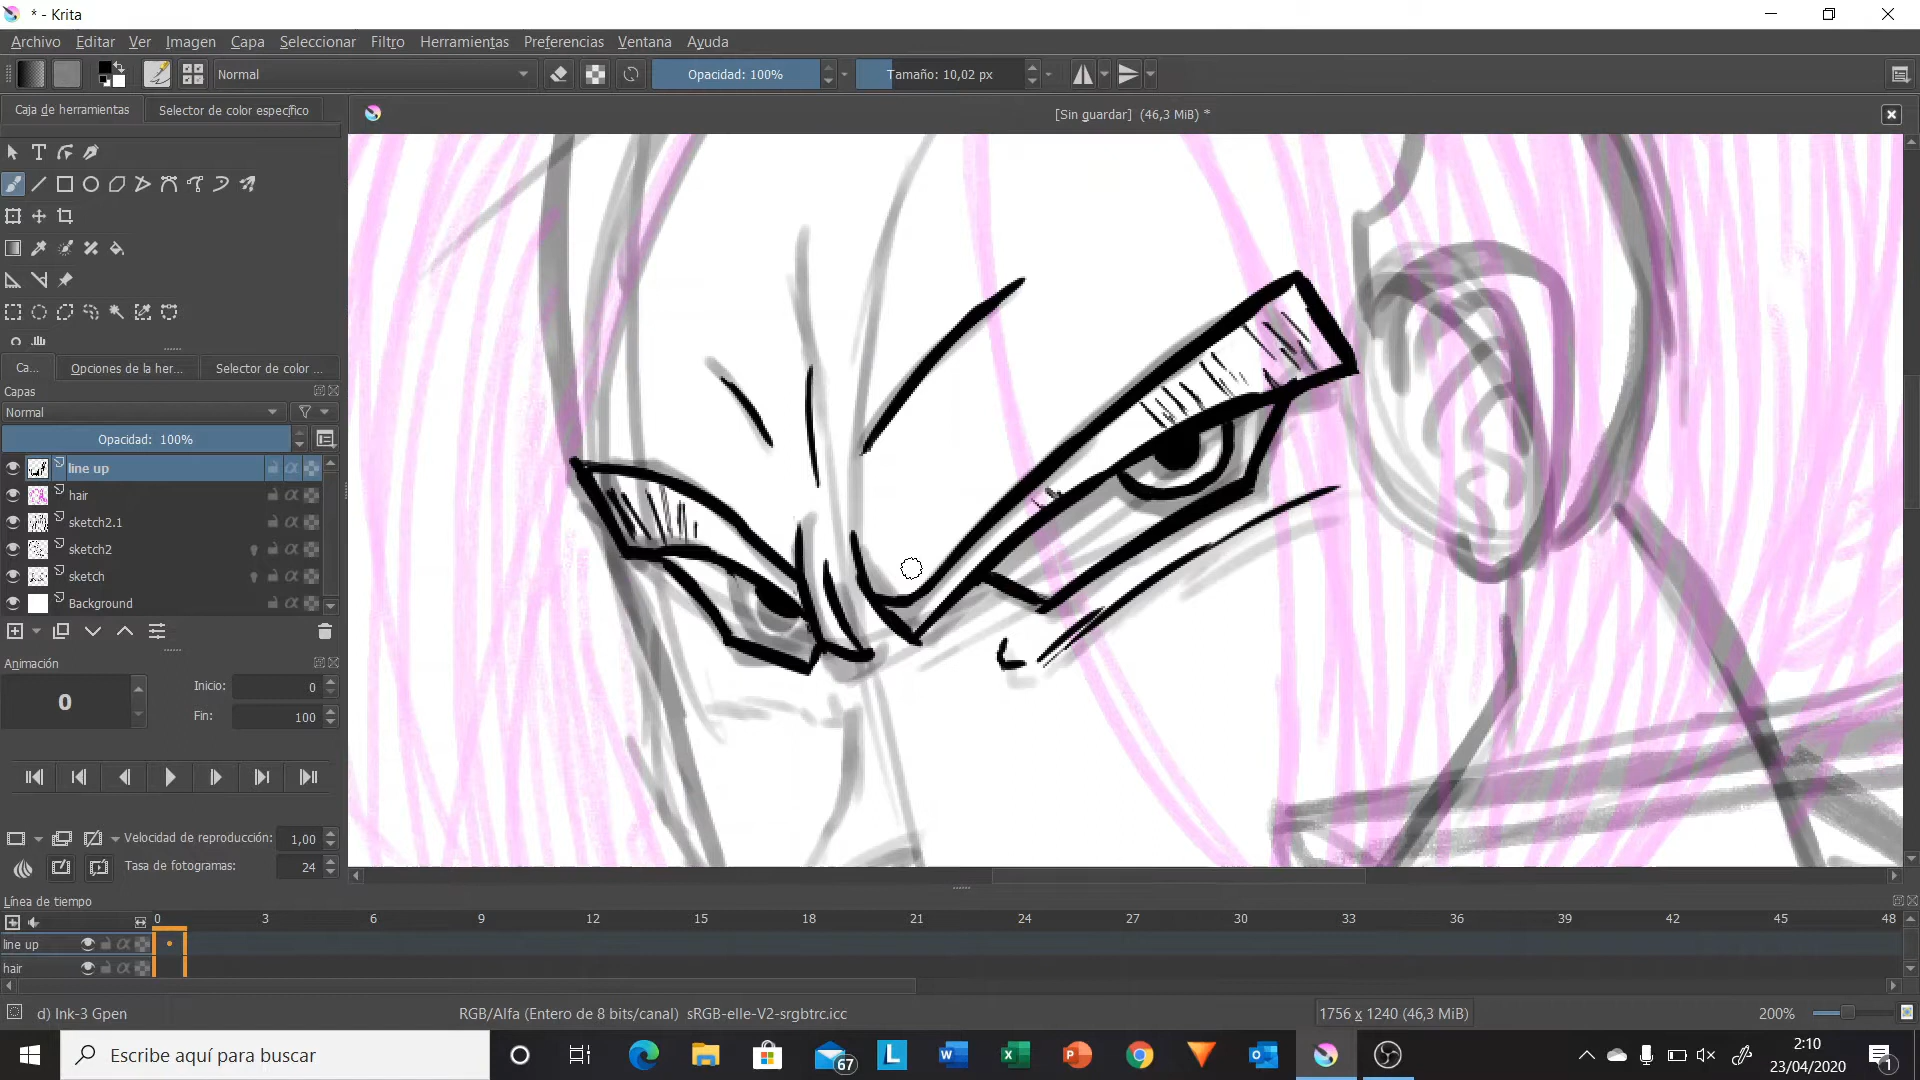 * - Krita
Archivo Editar Ver Imagen Capa Seleccionar Filtro Herramientas Preferencias Ventana Ayuda
Normal Opacidad: 100% Tamaño: 10,02 px
Caja de herramientas Selector de color específico
[Sin guardar] (46,3 MiB) *
Ca... Opciones de la her... Selector de color ...
Capas
Normal
Opacidad: 100%
line up
hair
sketch2.1
sketch2
sketch
Background
Animación
0
Inicio: 0
Fin: 100
Velocidad de reproducción: 1,00
Tasa de fotogramas: 24
Línea de tiempo
0 3 6 9 12 15 18 21 24 27 30 33 36 39 42 45 48
line up
hair
d) Ink-3 Gpen RGB/Alfa (Entero de 8 bits/canal) sRGB-elle-V2-srgbtrc.icc 1756 x 1240 (46,3 MiB) 200%
Escribe aquí para buscar
67
L
2:10
23/04/2020
1